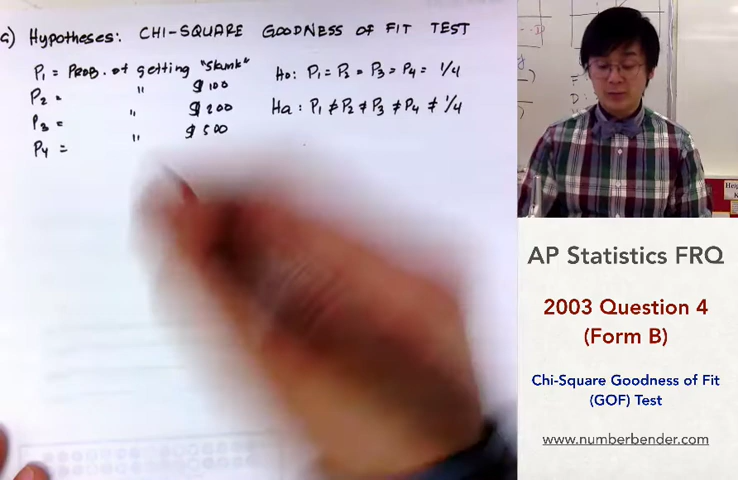 a) Hypotheses: CHI-SQUARE GOODNESS OF FIT TEST
P1 = PROB. of getting "Skunk"
P2 = " $100
P3 = " $200
P4 = " $500
Ho: P1 = P2 = P3 = P4 = 1/4
Ha: P1 ≠ P2 ≠ P3 ≠ P4 ≠ 1/4
AP Statistics FRQ
2003 Question 4
(Form B)
Chi-Square Goodness of Fit
(GOF) Test
www.numberbender.com